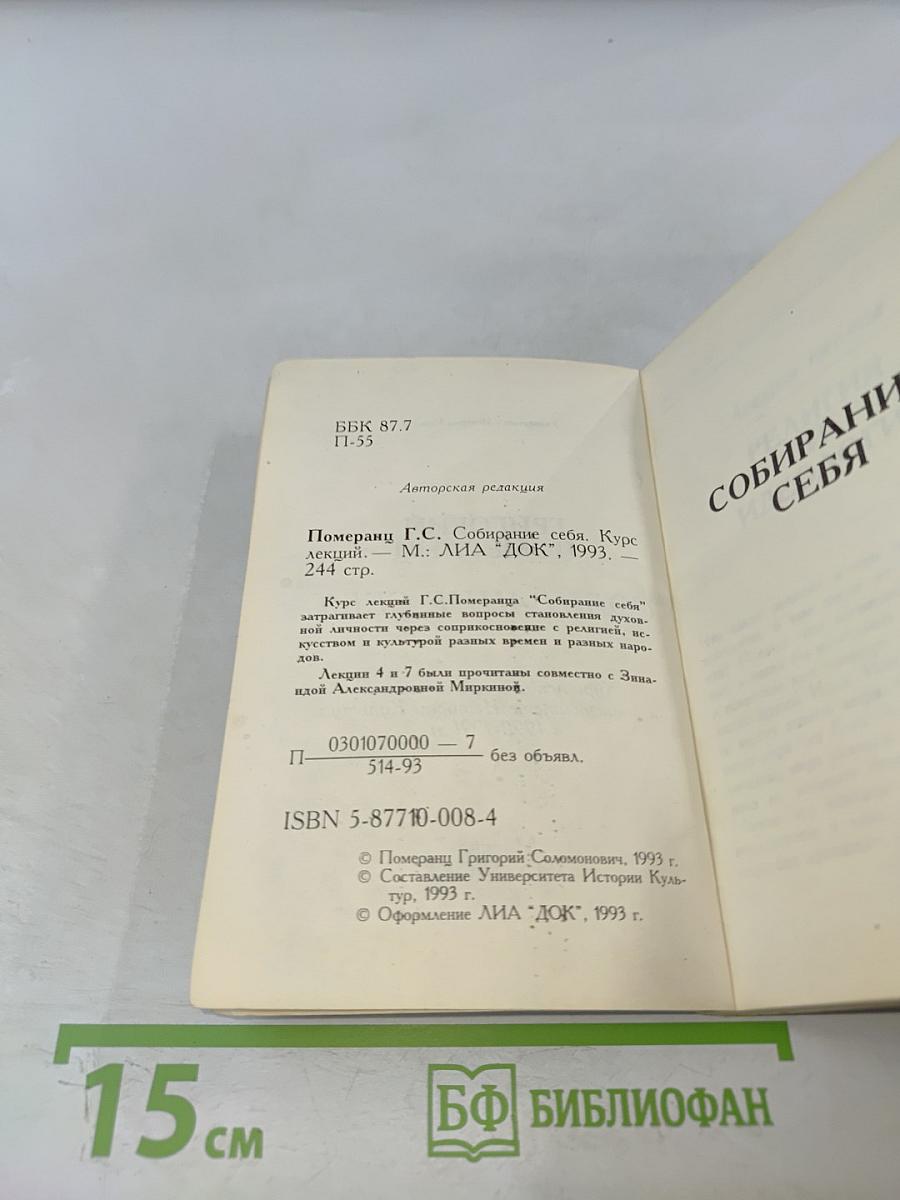 ББК 87.7
П-55
Авторская редакция
Померанц Г.С. Собирание себя. Курс
лекций. — М.: ЛИА "ДОК", 1993. —
244 стр.
Курс лекций Г.С.Померанца "Собирание себя"
затрагивает глубинные вопросы становления духов-
ной личности через соприкосновение с религией, ис-
кусством и культурой разных времен и разных наро-
дов.
Лекции 4 и 7 были прочитаны совместно с Зина-
идой Александровной Миркиной.
П 0301070000 — 7
514-93 без объявл.
ISBN 5-87710-008-4
© Померанц Григорий Соломонович, 1993 г.
© Составление Университета Истории Куль-
тур, 1993 г.
© Оформление ЛИА "ДОК", 1993 г.
СОБИРАНИ
СЕБЯ
15 см
БФ БИБЛИОФАН